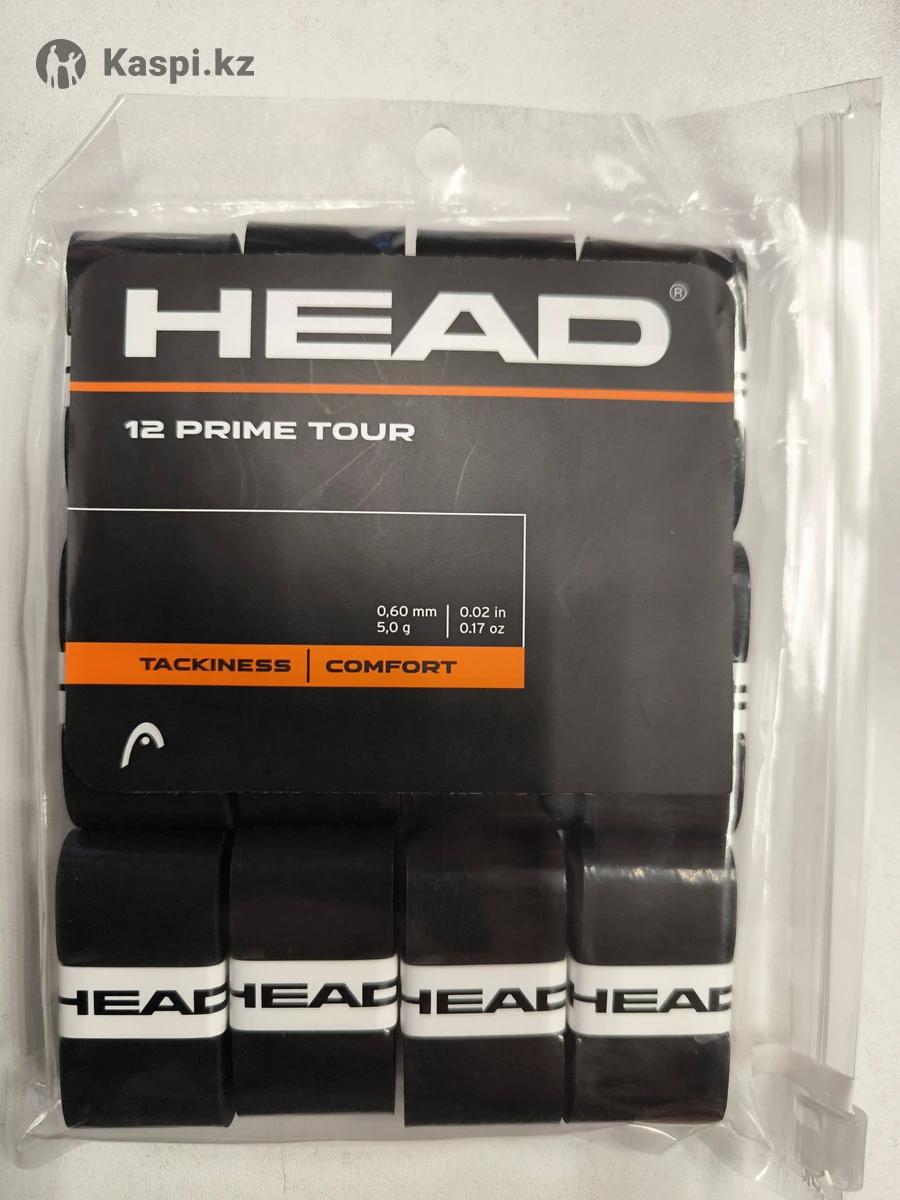 Kaspi.kz
HEAD®
12 PRIME TOUR
0,60 mm | 0.02 in
5,0 g | 0.17 oz
TACKINESS | COMFORT
HEAD HEAD HEAD HEAD